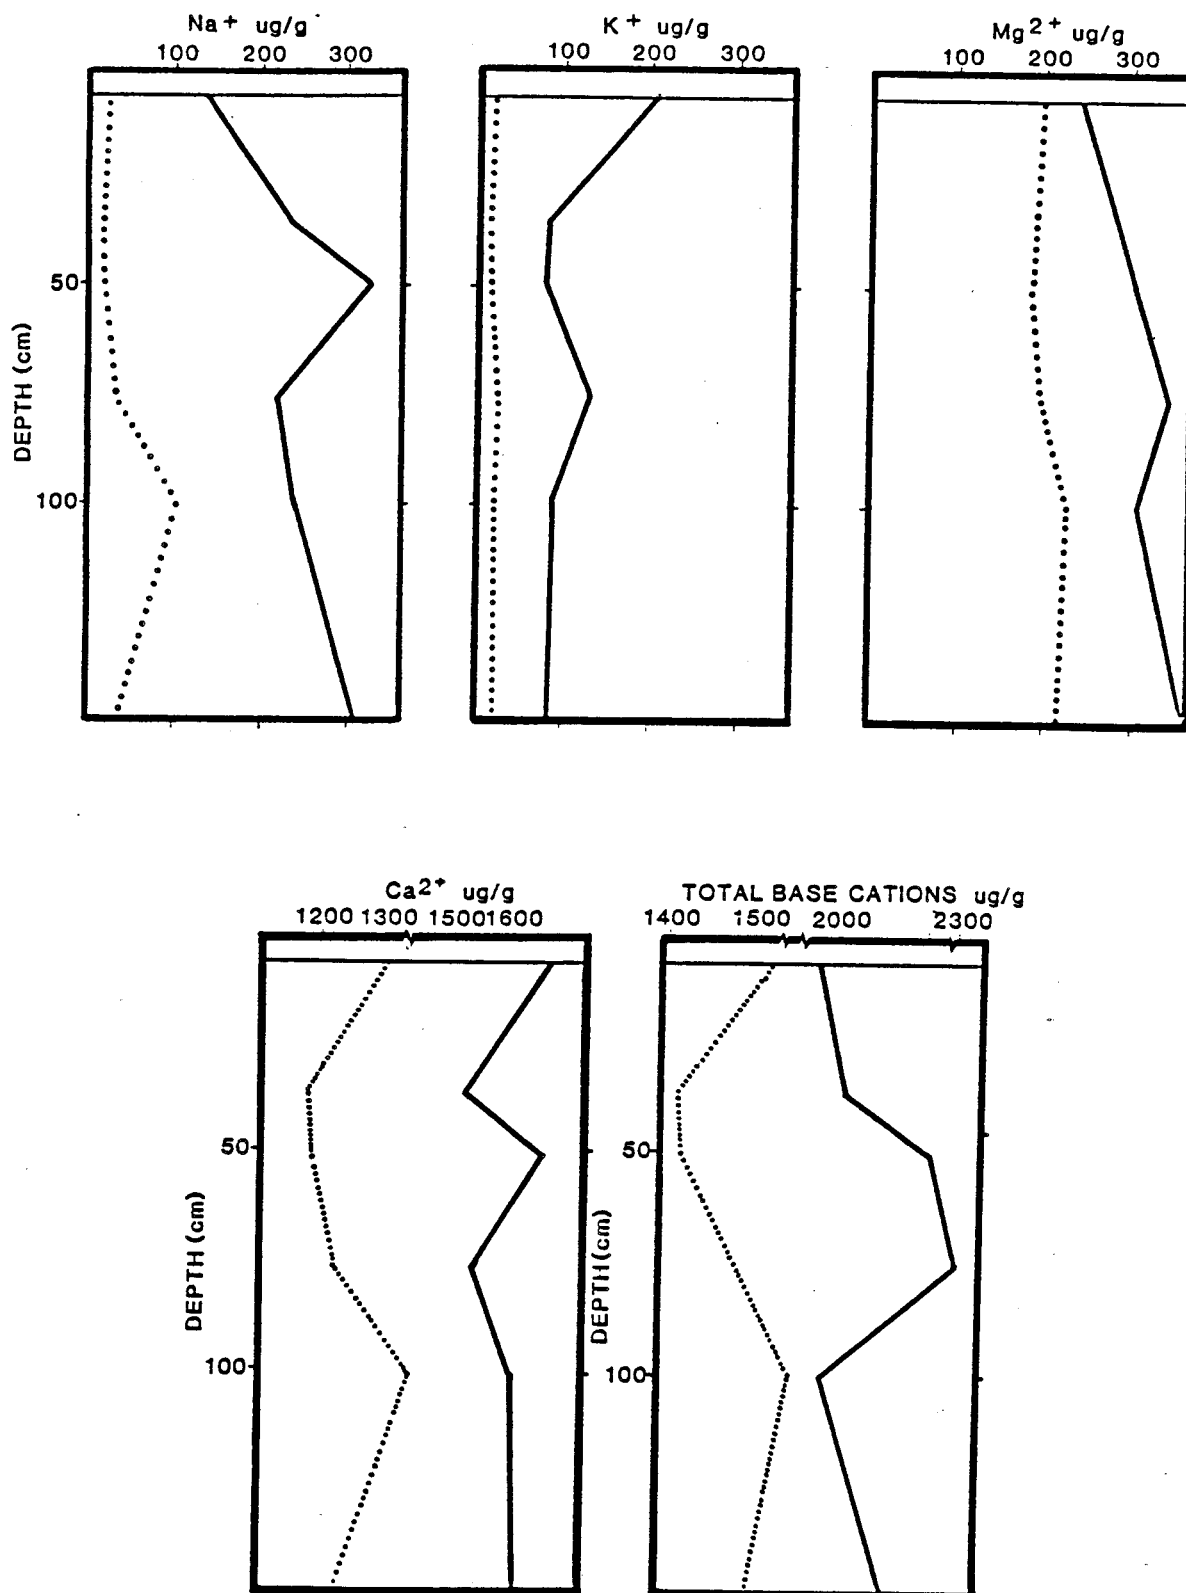 Na+ ug/g
100 200 300
K+ ug/g
100 200 300
Mg2+ ug/g
100 200 300
DEPTH (cm)
50
100
Ca2+ ug/g
1200 1300 1500 1600
TOTAL BASE CATIONS ug/g
1400 1500 2000 2300
DEPTH (cm)
50
100
DEPTH (cm)
50
100